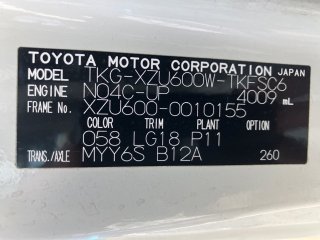 TOYOTA MOTOR CORPORATION JAPAN
MODEL TKG-XZU600W-TKFSC6
ENGINE N04C-UP 4009 mL
FRAME No. XZU600-0010155
COLOR TRIM PLANT
058 LG18 P11
TRANS./AXLE MYY6S B12A 260